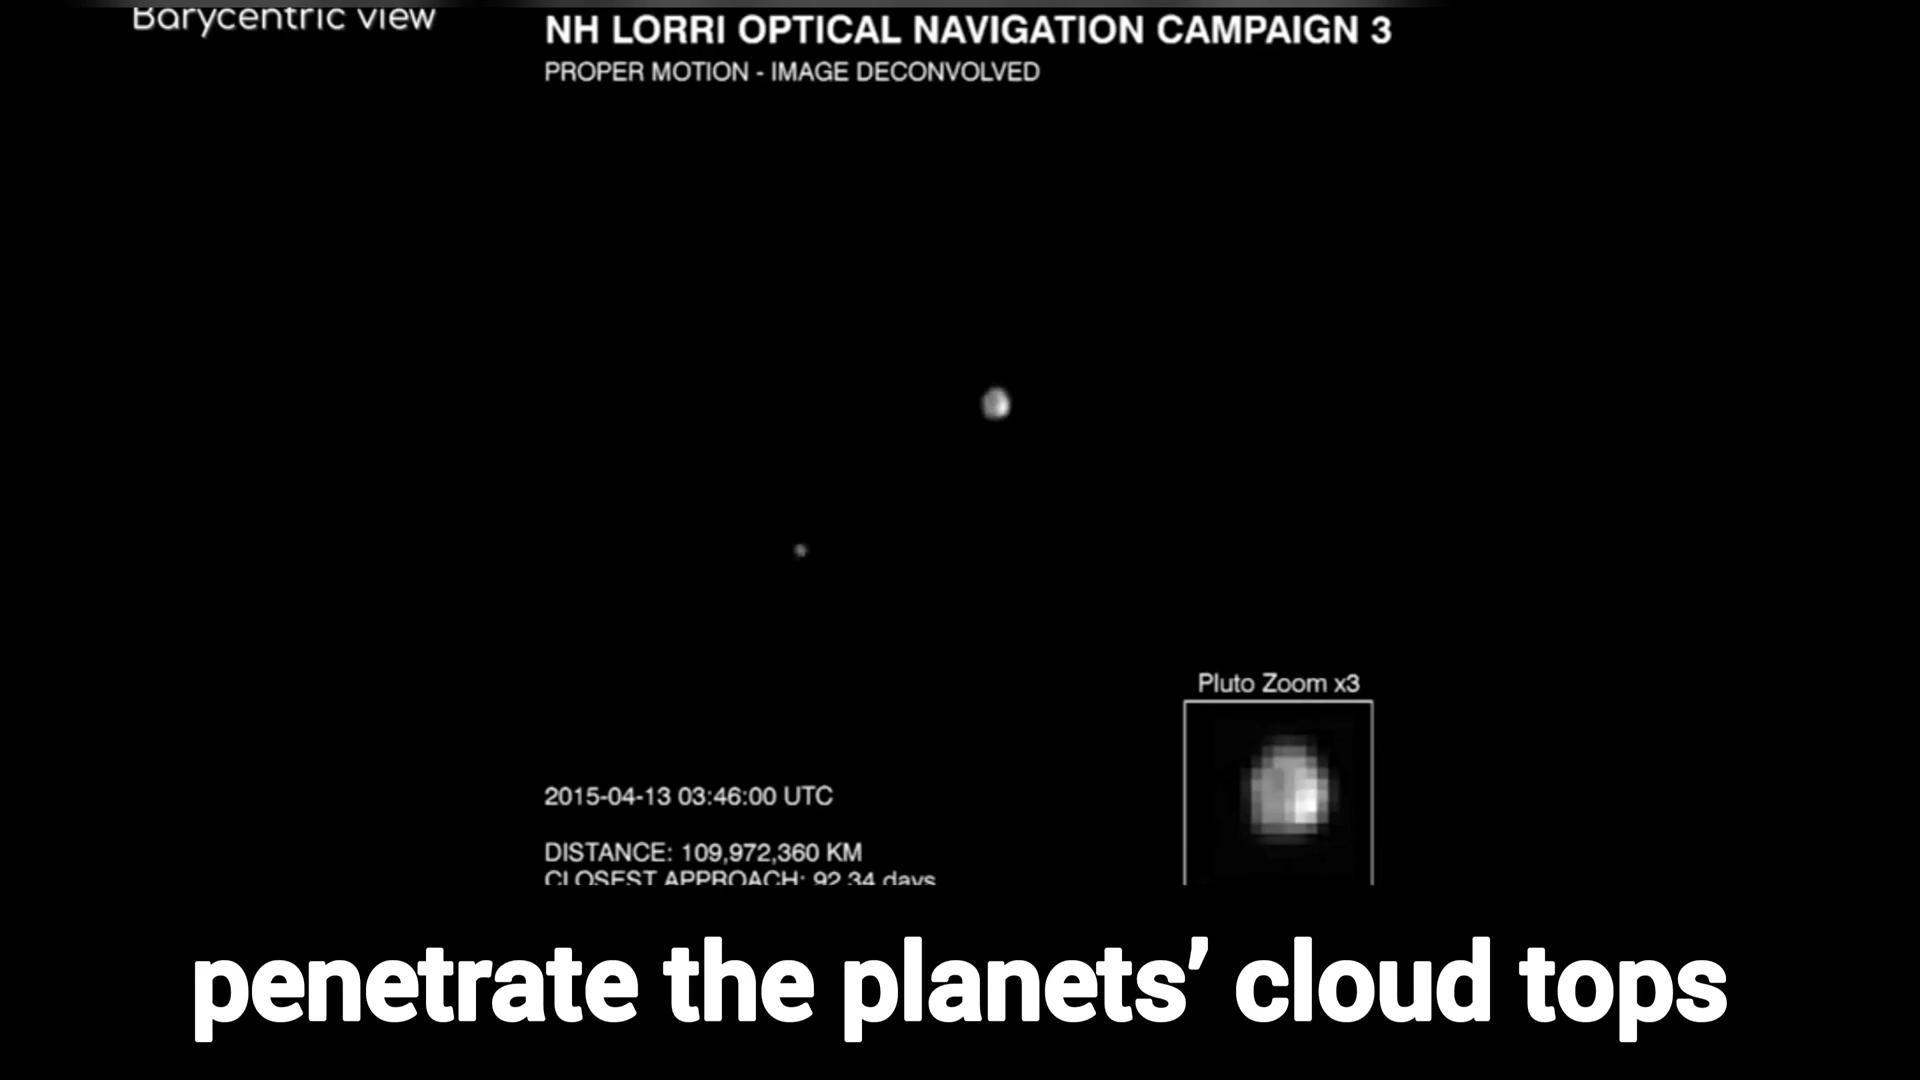 Barycentric view
NH LORRI OPTICAL NAVIGATION CAMPAIGN 3
PROPER MOTION - IMAGE DECONVOLVED
Pluto Zoom x3
2015-04-13 03:46:00 UTC
DISTANCE: 109,972,360 KM
CLOSEST APPROACH: 92.34 days
penetrate the planets’ cloud tops